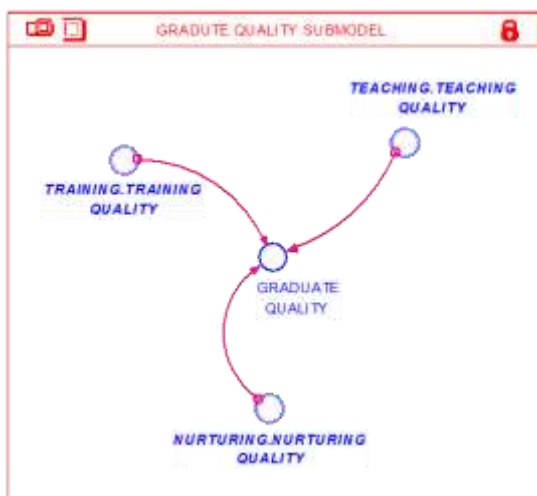 GRADUTE QUALITY SUBMODEL
TEACHING.TEACHING
QUALITY
TRAINING.TRAINING
QUALITY
GRADUATE
QUALITY
NURTURING.NURTURING
QUALITY